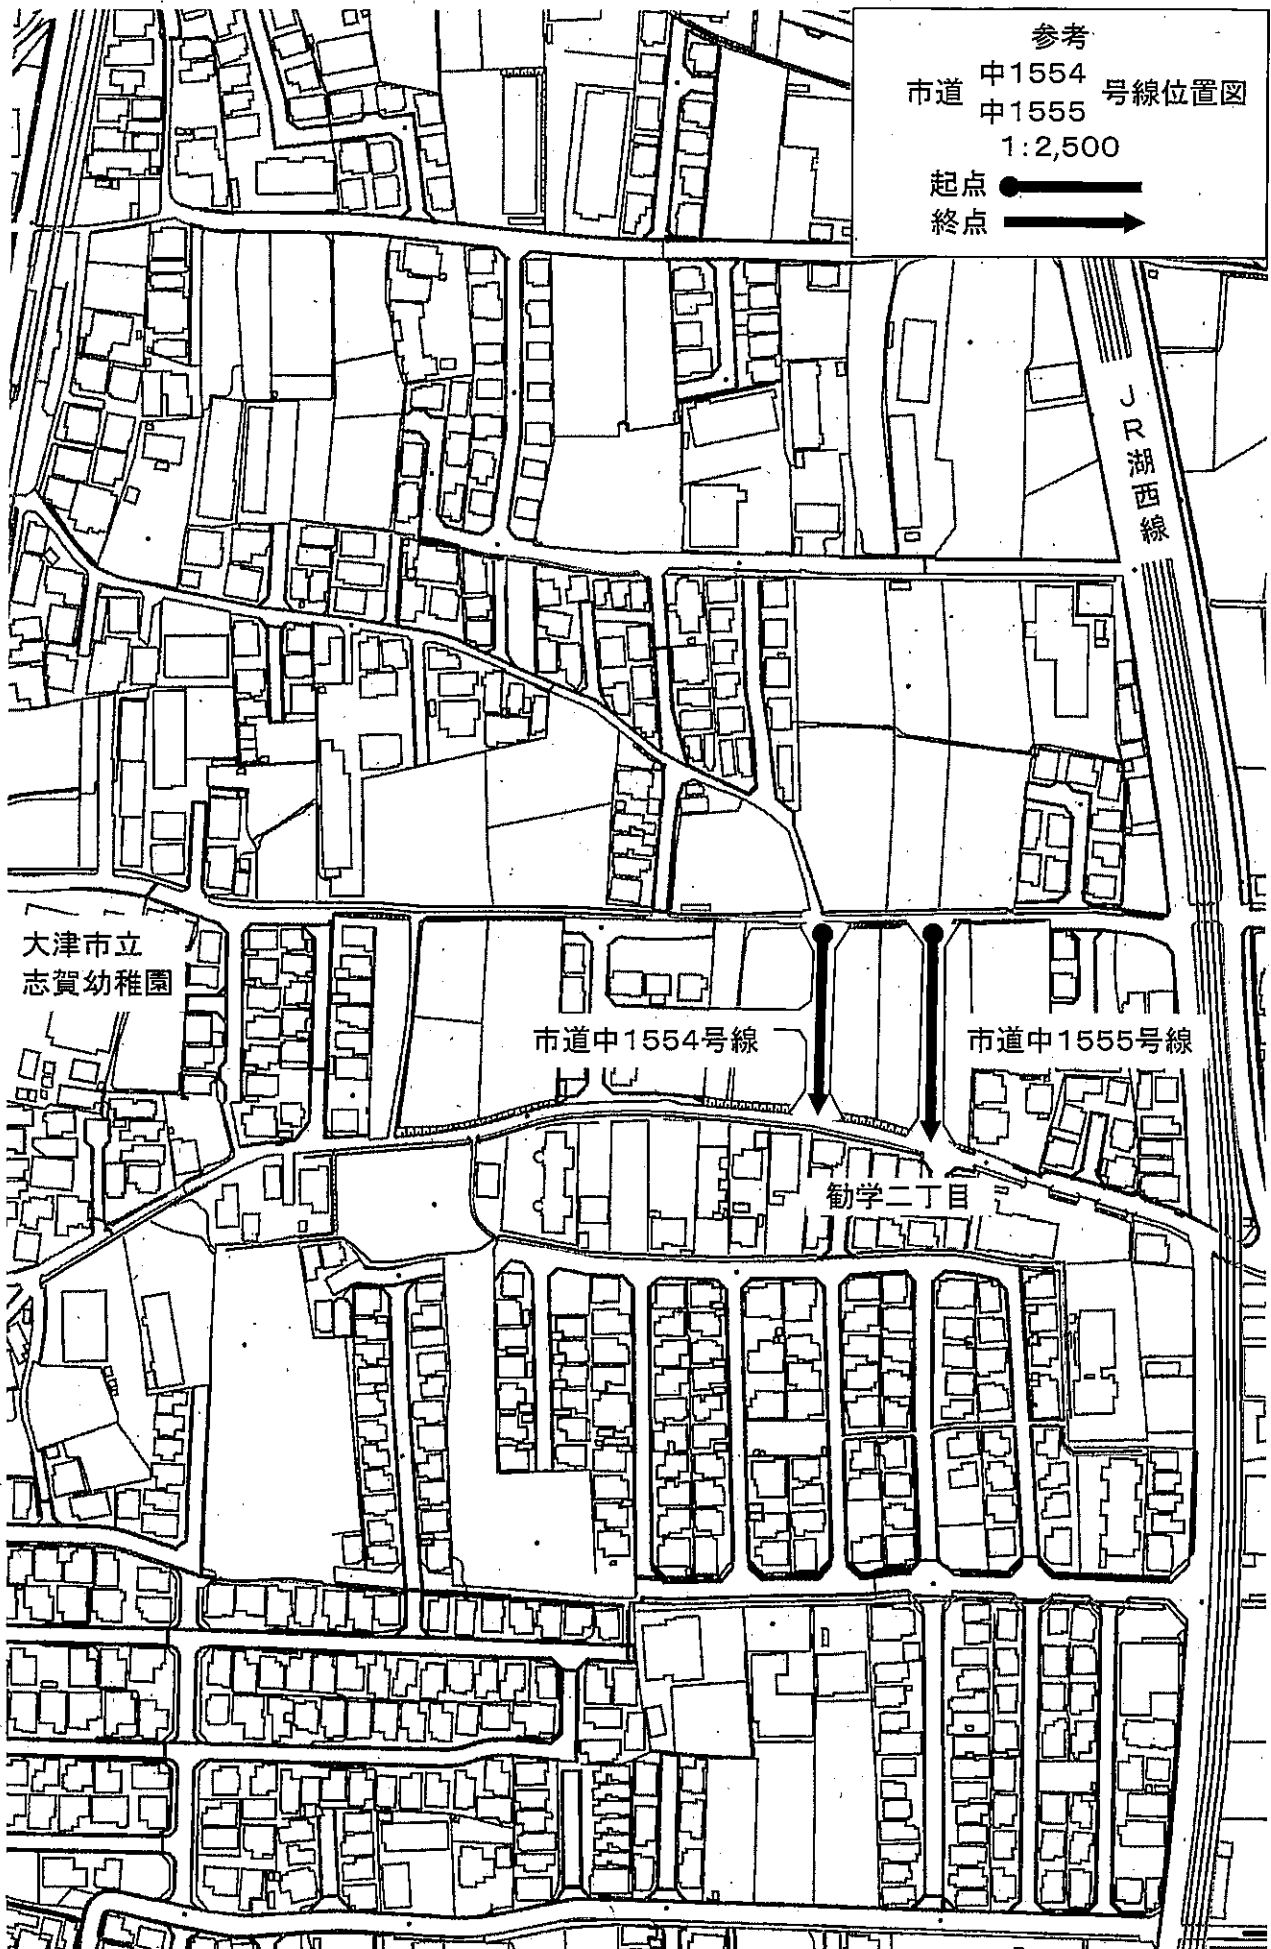 参考
市道 中1554 号線位置図
中1555
1:2,500
起点
終点
JR湖西線
大津市立
志賀幼稚園
市道中1554号線
市道中1555号線
勧学二丁目